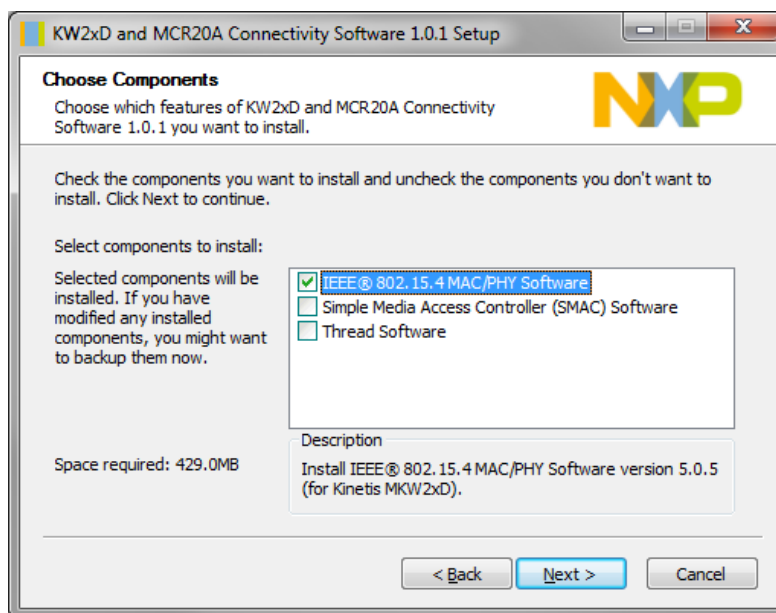 KW2xD and MCR20A Connectivity Software 1.0.1 Setup
Choose Components
Choose which features of KW2xD and MCR20A Connectivity
Software 1.0.1 you want to install.
NXP
Check the components you want to install and uncheck the components you don't want to
install. Click Next to continue.
Select components to install:
Selected components will be
installed. If you have
modified any installed
components, you might want
to backup them now.
IEEE® 802.15.4 MAC/PHY Software
Simple Media Access Controller (SMAC) Software
Thread Software
Space required: 429.0MB
Description
Install IEEE® 802.15.4 MAC/PHY Software version 5.0.5
(for Kinetis MKW2xD).
< Back
Next >
Cancel